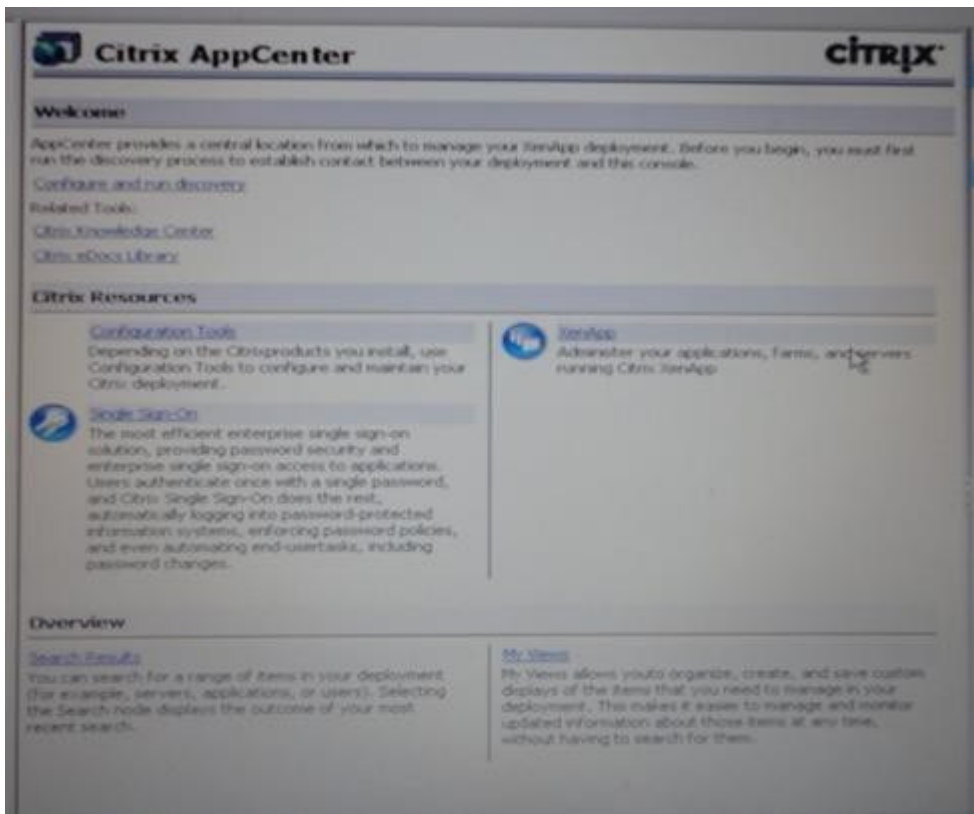 Citrix AppCenter
CITRIX
Welcome
AppCenter provides a central location from which to manage your XenApp deployment. Before you begin, you must first
run the discovery process to establish contact between your deployment and this console.
Configure and run discovery
Related Tools:
Citrix Knowledge Center
Citrix eDocs Library
Citrix Resources
Configuration Tools
Depending on the Citrixproducts you install, use
Configuration Tools to configure and maintain your
Citrix deployment.
Single Sign-On
The most efficient enterprise single sign-on
solution, providing password security and
enterprise single sign-on access to applications.
Users authenticate once with a single password,
and Citrix Single Sign-On does the rest,
automatically logging into password-protected
information systems, enforcing password policies,
and even automating end-usertasks, including
password changes.
XenApp
Administer your applications, farms, and servers
running Citrix XenApp
Overview
Search Results
You can search for a range of items in your deployment
(for example, servers, applications, or users). Selecting
the Search node displays the outcome of your most
recent search.
My Views
My Views allows youto organize, create, and save custom
displays of the items that you need to manage in your
deployment. This makes it easier to manage and monitor
updated information about those items at any time,
without having to search for them.